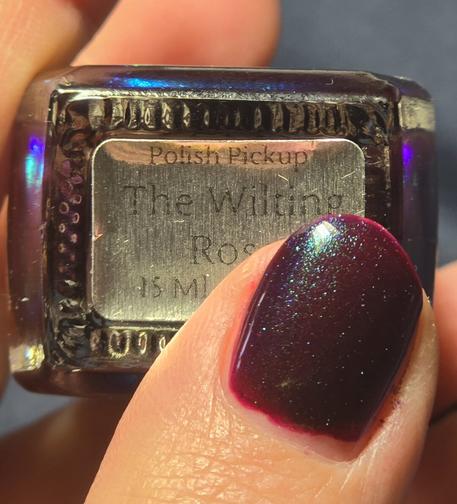 Polish Pickup
The Wilting
Ros
15 Ml